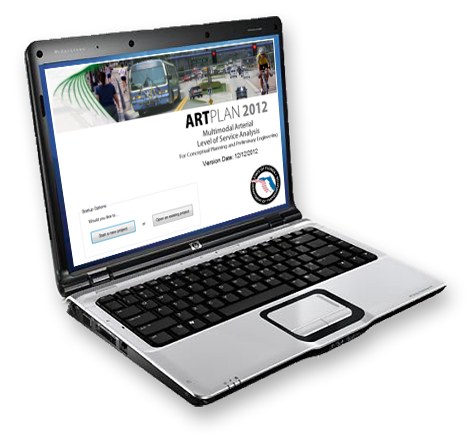 ARTPLAN 2012
Multimodal Arterial
Level of Service Analysis
For Conceptual Planning and Preliminary Engineering
Version Date: 12/12/2012
Startup Options
Would you like to ...
Start a new project
or
Open an existing project
hp